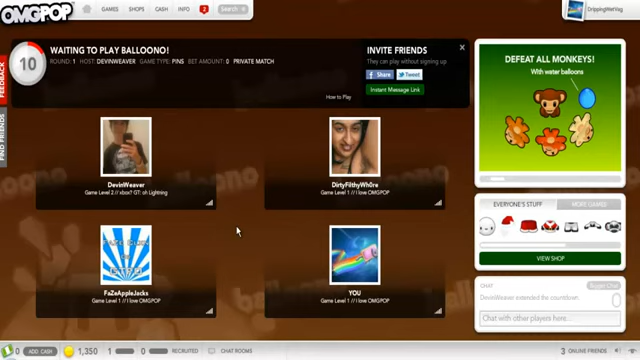 OMGPOP
GAMES SHOPS CASH INFO 2 Search
DrippingWetWag
FEEDBACK
FIND FRIENDS
10
WAITING TO PLAY BALLOONO!
ROUND: 1 HOST: DEVINWEAVER GAME TYPE: PINS BET AMOUNT: 0 PRIVATE MATCH
How to Play
INVITE FRIENDS
They can play without signing up
Share Tweet
Instant Message Link
DEFEAT ALL MONKEYS!
With water balloons
DevinWeaver
Game Level 2 // xbox? GT: oh Lightning
DirtyFilthyWh0re
Game Level 1 // I love OMGPOP
FaZeAppleJacks
Game Level 1 // I love OMGPOP
YOU
Game Level 1 // I love OMGPOP
EVERYONE'S STUFF
VIEW SHOP
CHAT
Bigger Chat
DevinWeaver extended the countdown.
Chat with other players here...
0 ADD CASH 1,350 1 0 RECRUITED CHAT ROOMS
3 ONLINE FRIENDS